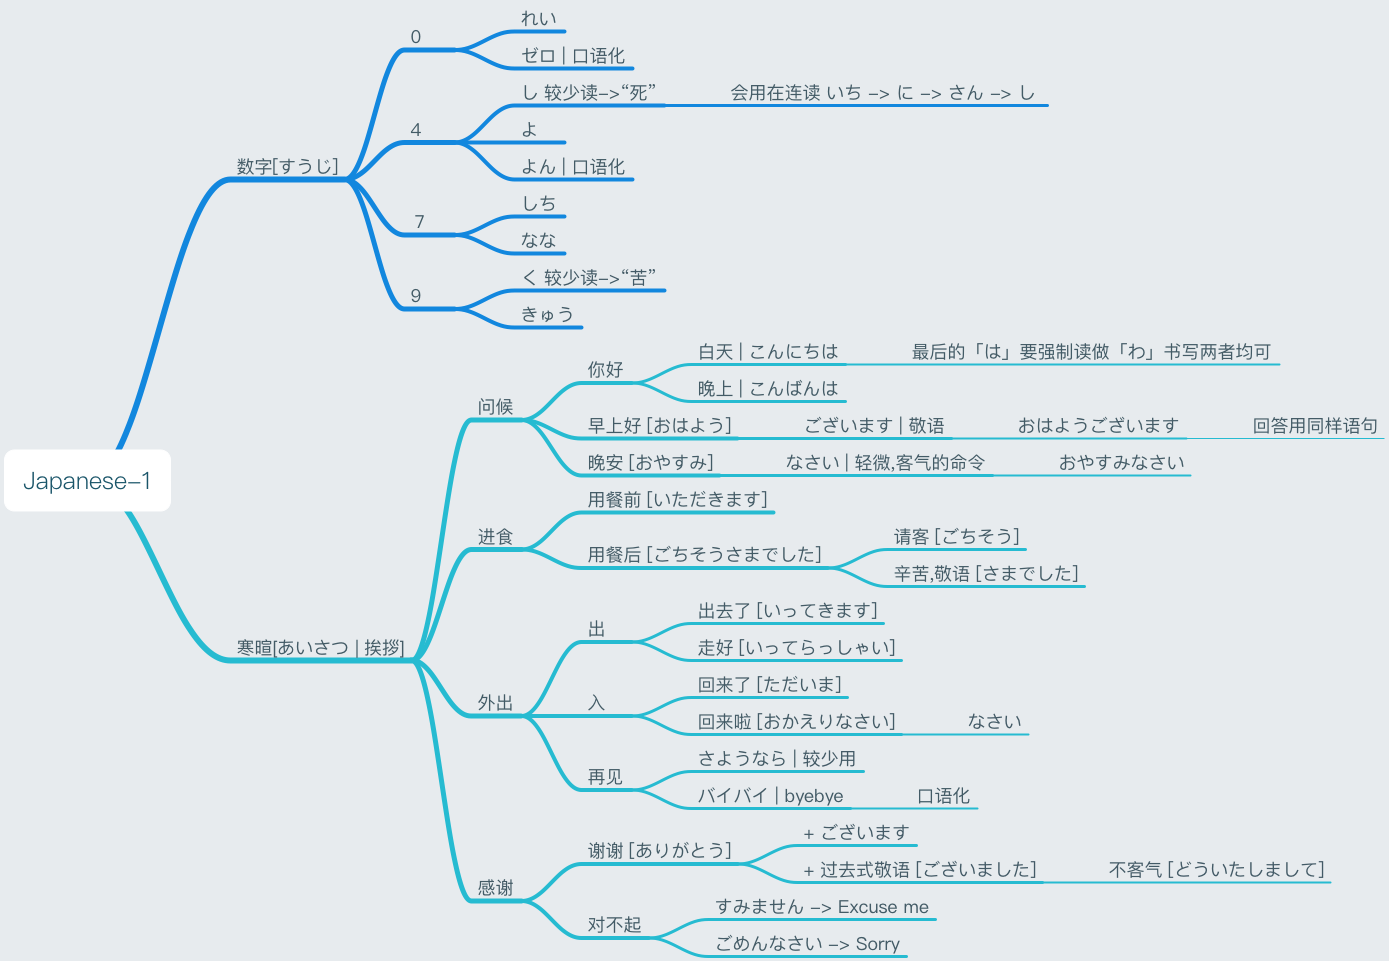 Japanese–1
数字[すうじ]
0
れい
ゼロ | 口语化
4
し 较少读–>“死”
会用在连读 いち –> に –> さん –> し
よ
よん | 口语化
7
しち
なな
9
く 较少读–>“苦”
きゅう
寒暄[あいさつ | 挨拶]
问候
你好
白天 | こんにちは
最后的「は」要强制读做「わ」书写两者均可
晚上 | こんばんは
早上好 [おはよう]
ございます | 敬语
おはようございます
回答用同样语句
晚安 [おやすみ]
なさい | 轻微,客气的命令
おやすみなさい
进食
用餐前 [いただきます]
用餐后 [ごちそうさまでした]
请客 [ごちそう]
辛苦,敬语 [さまでした]
外出
出
出去了 [いってきます]
走好 [いってらっしゃい]
入
回来了 [ただいま]
回来啦 [おかえりなさい]
なさい
再见
さようなら | 较少用
バイバイ | byebye
口语化
感谢
谢谢 [ありがとう]
+ ございます
+ 过去式敬语 [ございました]
不客气 [どういたしまして]
对不起
すみません –> Excuse me
ごめんなさい –> Sorry